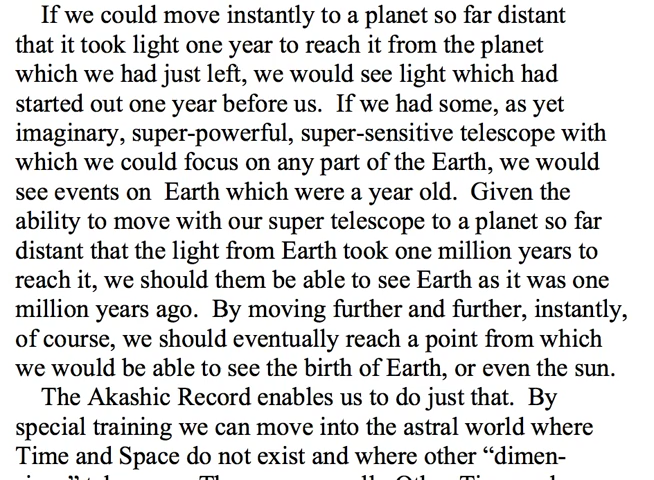 If we could move instantly to a planet so far distant
that it took light one year to reach it from the planet
which we had just left, we would see light which had
started out one year before us.  If we had some, as yet
imaginary, super-powerful, super-sensitive telescope with
which we could focus on any part of the Earth, we would
see events on  Earth which were a year old.  Given the
ability to move with our super telescope to a planet so far
distant that the light from Earth took one million years to
reach it, we should them be able to see Earth as it was one
million years ago.  By moving further and further, instantly,
of course, we should eventually reach a point from which
we would be able to see the birth of Earth, or even the sun.
The Akashic Record enables us to do just that.  By
special training we can move into the astral world where
Time and Space do not exist and where other “dimen-